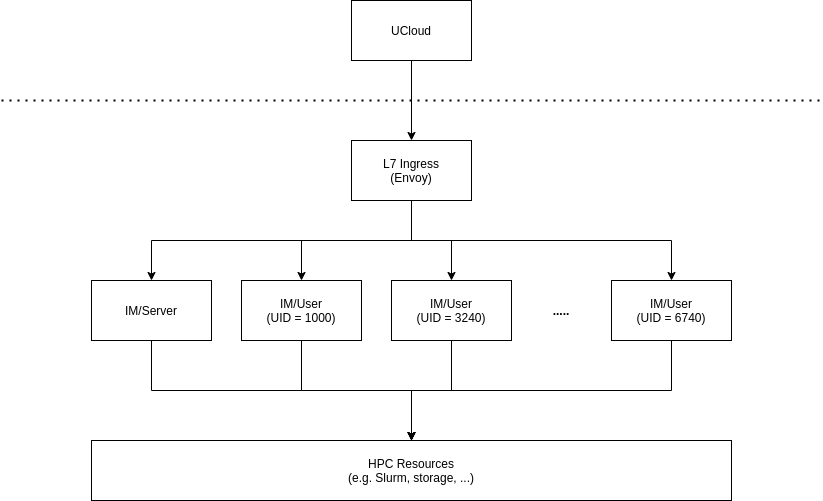 UCloud
L7 Ingress
(Envoy)
IM/Server
IM/User
(UID = 1000)
IM/User
(UID = 3240)
.....
IM/User
(UID = 6740)
HPC Resources
(e.g. Slurm, storage, ...)